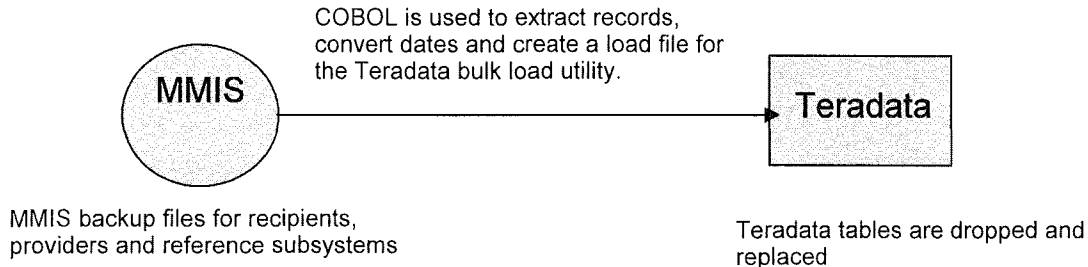 COBOL is used to extract records,
convert dates and create a load file for
the Teradata bulk load utility.
MMIS
Teradata
MMIS backup files for recipients,
providers and reference subsystems
Teradata tables are dropped and
replaced